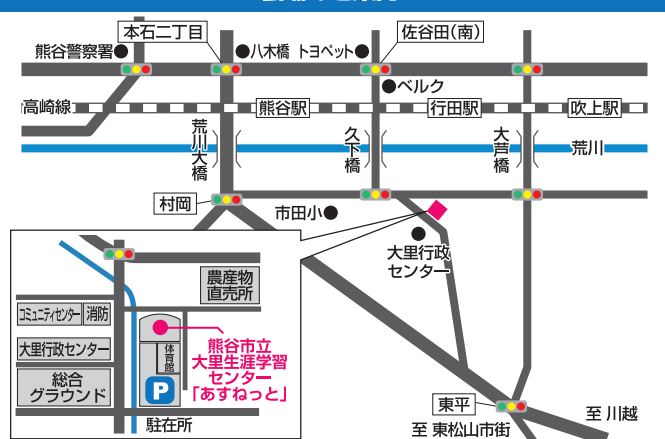 本石二丁目
佐谷田(南)
熊谷警察署
八木橋
トヨペット
ベルク
高崎線
熊谷駅
行田駅
吹上駅
荒川大橋
久下橋
大芦橋
荒川
村岡
市田小
大里行政
センター
農産物
直売所
コミュニティセンター
消防
大里行政センター
総合
グラウンド
体育館
P
熊谷市立
大里生涯学習
センター
「あすねっと」
駐在所
東平
至 東松山市街
至 川越